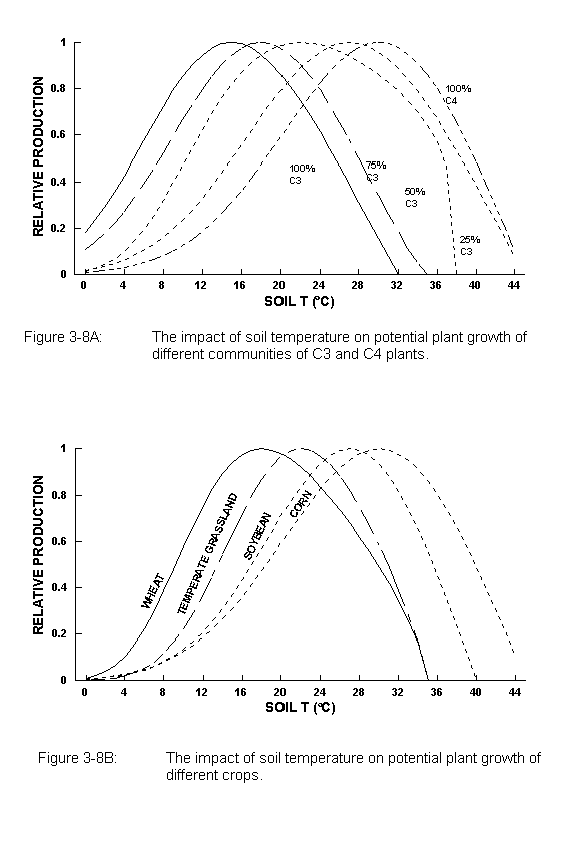 RELATIVE PRODUCTION
1
0.8
0.6
0.4
0.2
0
100%
C4
100%
C3
75%
C3
50%
C3
25%
C3
0 4 8 12 16 20 24 28 32 36 40 44
SOIL T (°C)
Figure 3-8A: The impact of soil temperature on potential plant growth of
different communities of C3 and C4 plants.
RELATIVE PRODUCTION
1
0.8
0.6
0.4
0.2
0
WHEAT
TEMPERATE GRASSLAND
SOYBEAN
CORN
0 4 8 12 16 20 24 28 32 36 40 44
SOIL T (°C)
Figure 3-8B: The impact of soil temperature on potential plant growth of
different crops.